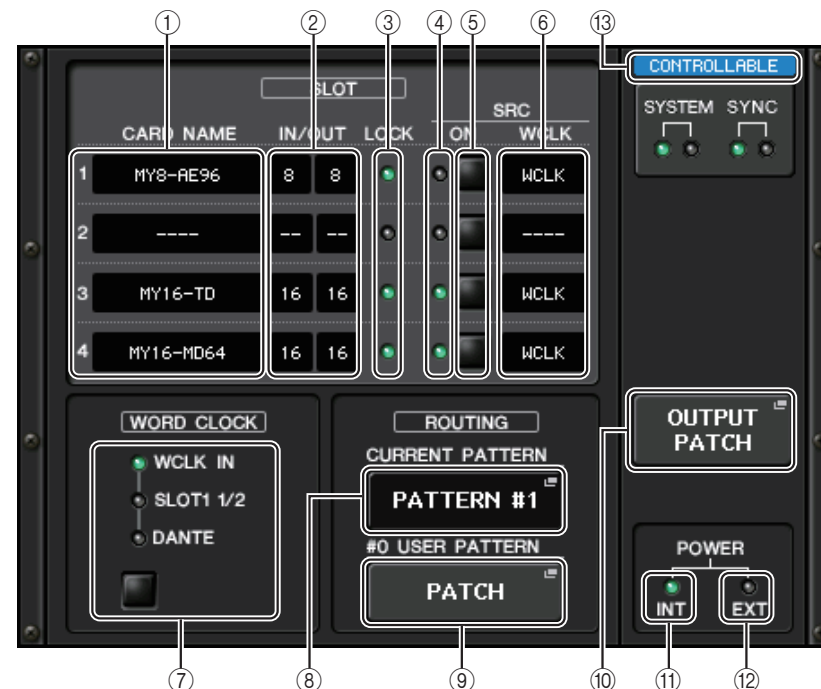 ① ② ③ ④ ⑤ ⑥ ⑬
SLOT
SRC
CARD NAME IN/OUT LOCK ON WCLK
1 MY8-AE96 8 8 WCLK
2 ---- -- -- ----
3 MY16-TD 16 16 WCLK
4 MY16-MD64 16 16 WCLK
CONTROLLABLE
SYSTEM SYNC
WORD CLOCK
WCLK IN
SLOT1 1/2
DANTE
ROUTING
CURRENT PATTERN
PATTERN #1
#0 USER PATTERN
PATCH
OUTPUT
PATCH
POWER
INT EXT
⑦ ⑧ ⑨ ⑩ ⑪ ⑫